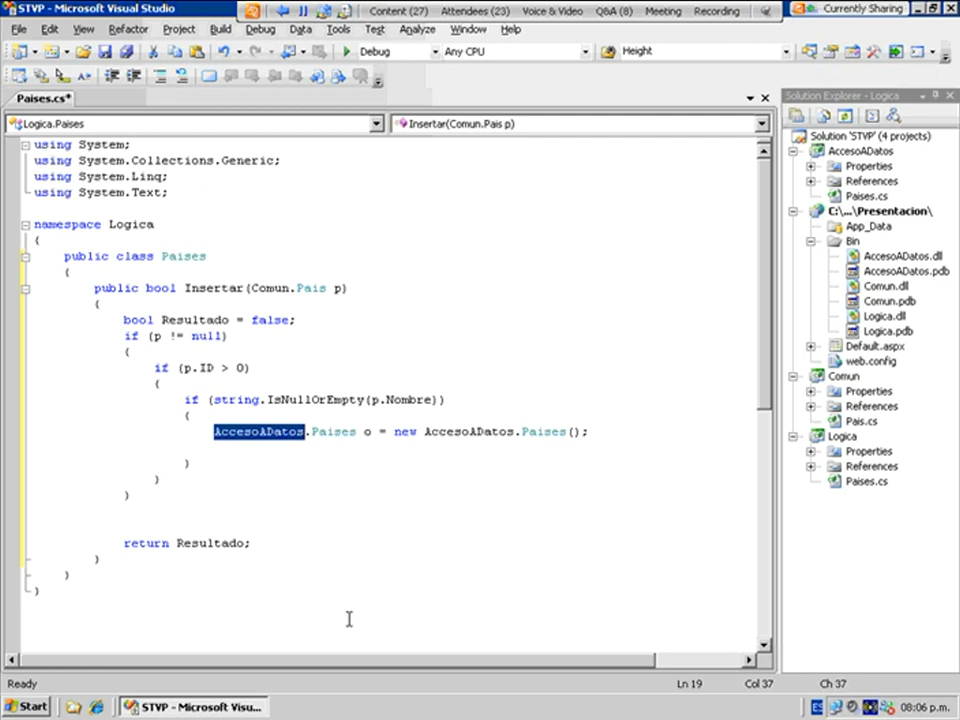 STVP - Microsoft Visual Studio
Content (27) Attendees (23) Voice & Video Q&A (8) Meeting Recording
Currently Sharing
File Edit View Refactor Project Build Debug Data Tools Test Analyze Window Help
Debug Any CPU Height
Paises.cs*
Logica.Paises
Insertar(Comun.Pais p)
using System;
using System.Collections.Generic;
using System.Linq;
using System.Text;
namespace Logica
{
public class Paises
{
public bool Insertar(Comun.Pais p)
{
bool Resultado = false;
if (p != null)
{
if (p.ID > 0)
{
if (string.IsNullOrEmpty(p.Nombre))
{
AccesoADatos.Paises o = new AccesoADatos.Paises();
}
}
}
return Resultado;
}
}
}
Solution Explorer - Logica
Solution 'STVP' (4 projects)
AccesoADatos
Properties
References
Paises.cs
C:\...\Presentacion\
App_Data
Bin
AccesoADatos.dll
AccesoADatos.pdb
Comun.dll
Comun.pdb
Logica.dll
Logica.pdb
Default.aspx
web.config
Comun
Properties
References
Pais.cs
Logica
Properties
References
Paises.cs
Ready
Ln 19 Col 37 Ch 37
Start
STVP - Microsoft Visu...
ES
08:06 p.m.